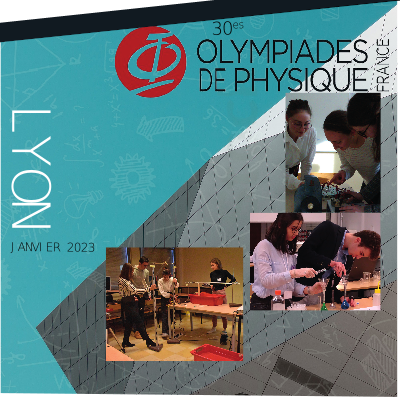 30es
OLYMPIADES
DE PHYSIQUE
FRANCE
LYON
JANVIER 2023